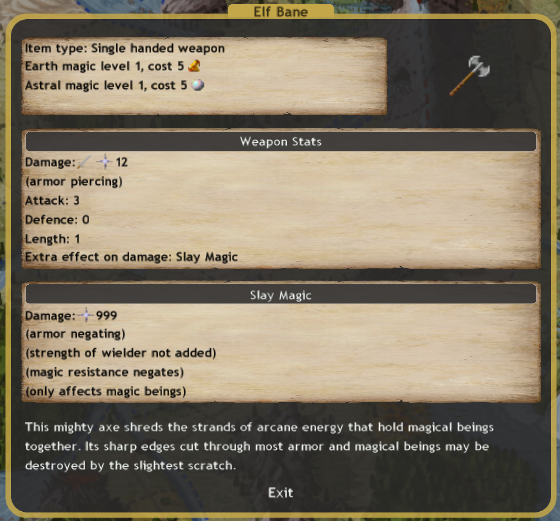 Elf Bane
Item type: Single handed weapon
Earth magic level 1, cost 5
Astral magic level 1, cost 5
Weapon Stats
Damage: 12
(armor piercing)
Attack: 3
Defence: 0
Length: 1
Extra effect on damage: Slay Magic
Slay Magic
Damage: 999
(armor negating)
(strength of wielder not added)
(magic resistance negates)
(only affects magic beings)
This mighty axe shreds the strands of arcane energy that hold magical beings
together. Its sharp edges cut through most armor and magical beings may be
destroyed by the slightest scratch.
Exit